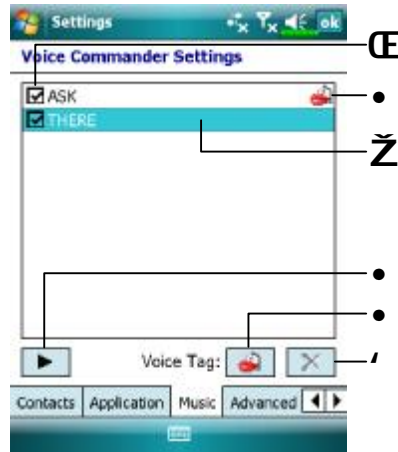 Settings ok
Voice Commander Settings
Œ
ASK
•
THERE
Ž
•
•
Voice Tag:
‘
Contacts Application Music Advanced